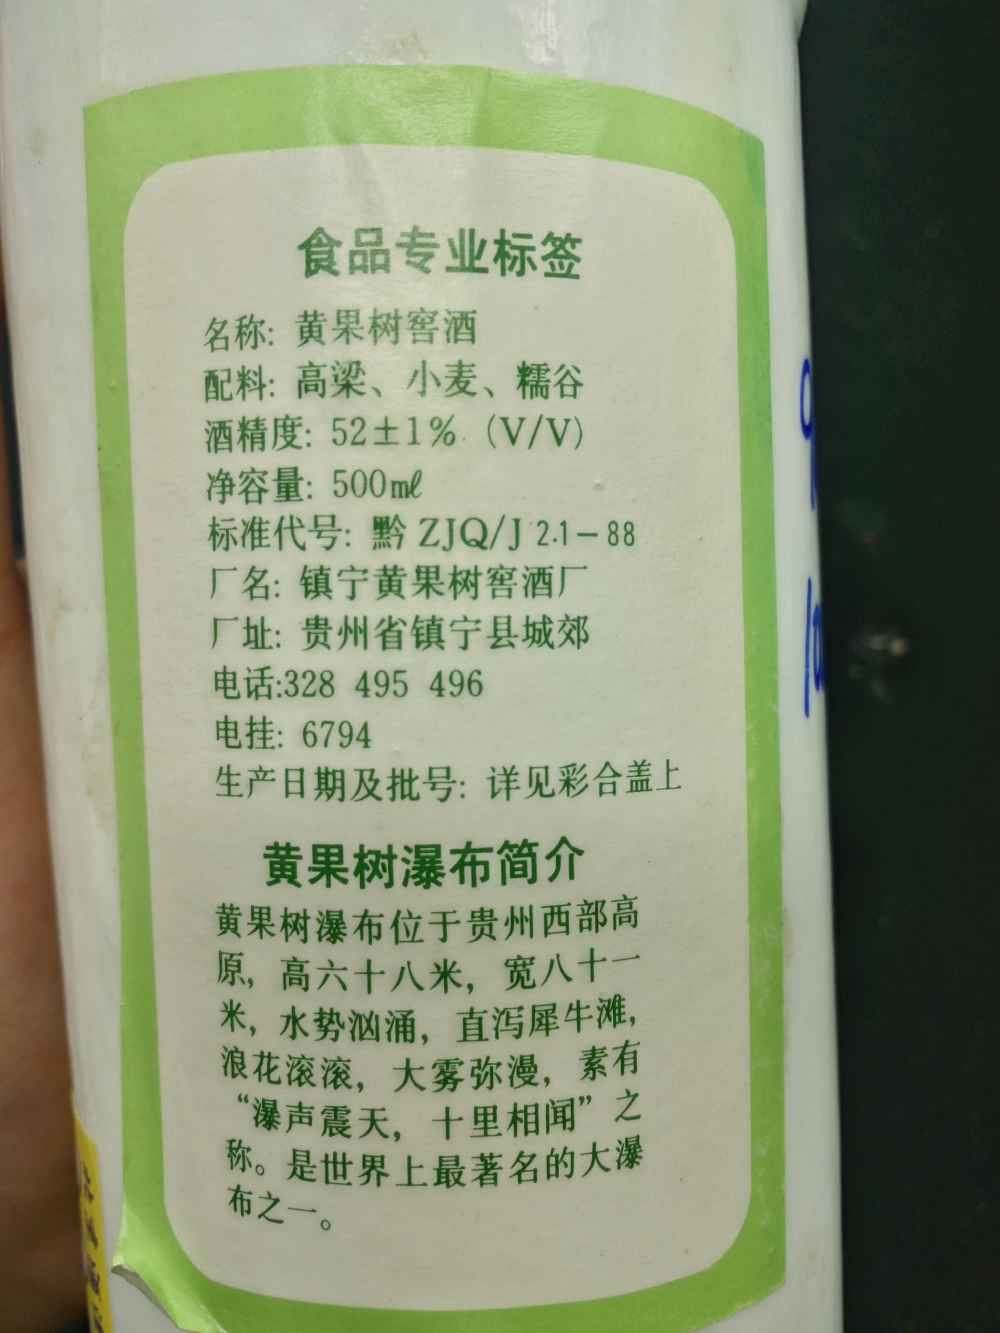 食品专业标签
名称: 黄果树窖酒
配料: 高梁、小麦、糯谷
酒精度: 52±1% (V/V)
净容量: 500ml
标准代号: 黔 ZJQ/J 2.1－88
厂名: 镇宁黄果树窖酒厂
厂址: 贵州省镇宁县城郊
电话:328 495 496
电挂: 6794
生产日期及批号: 详见彩合盖上
黄果树瀑布简介
黄果树瀑布位于贵州西部高
原，高六十八米，宽八十一
米，水势汹涌，直泻犀牛滩，
浪花滚滚，大雾弥漫，素有
“瀑声震天，十里相闻”之
称。是世界上最著名的大瀑
布之一。